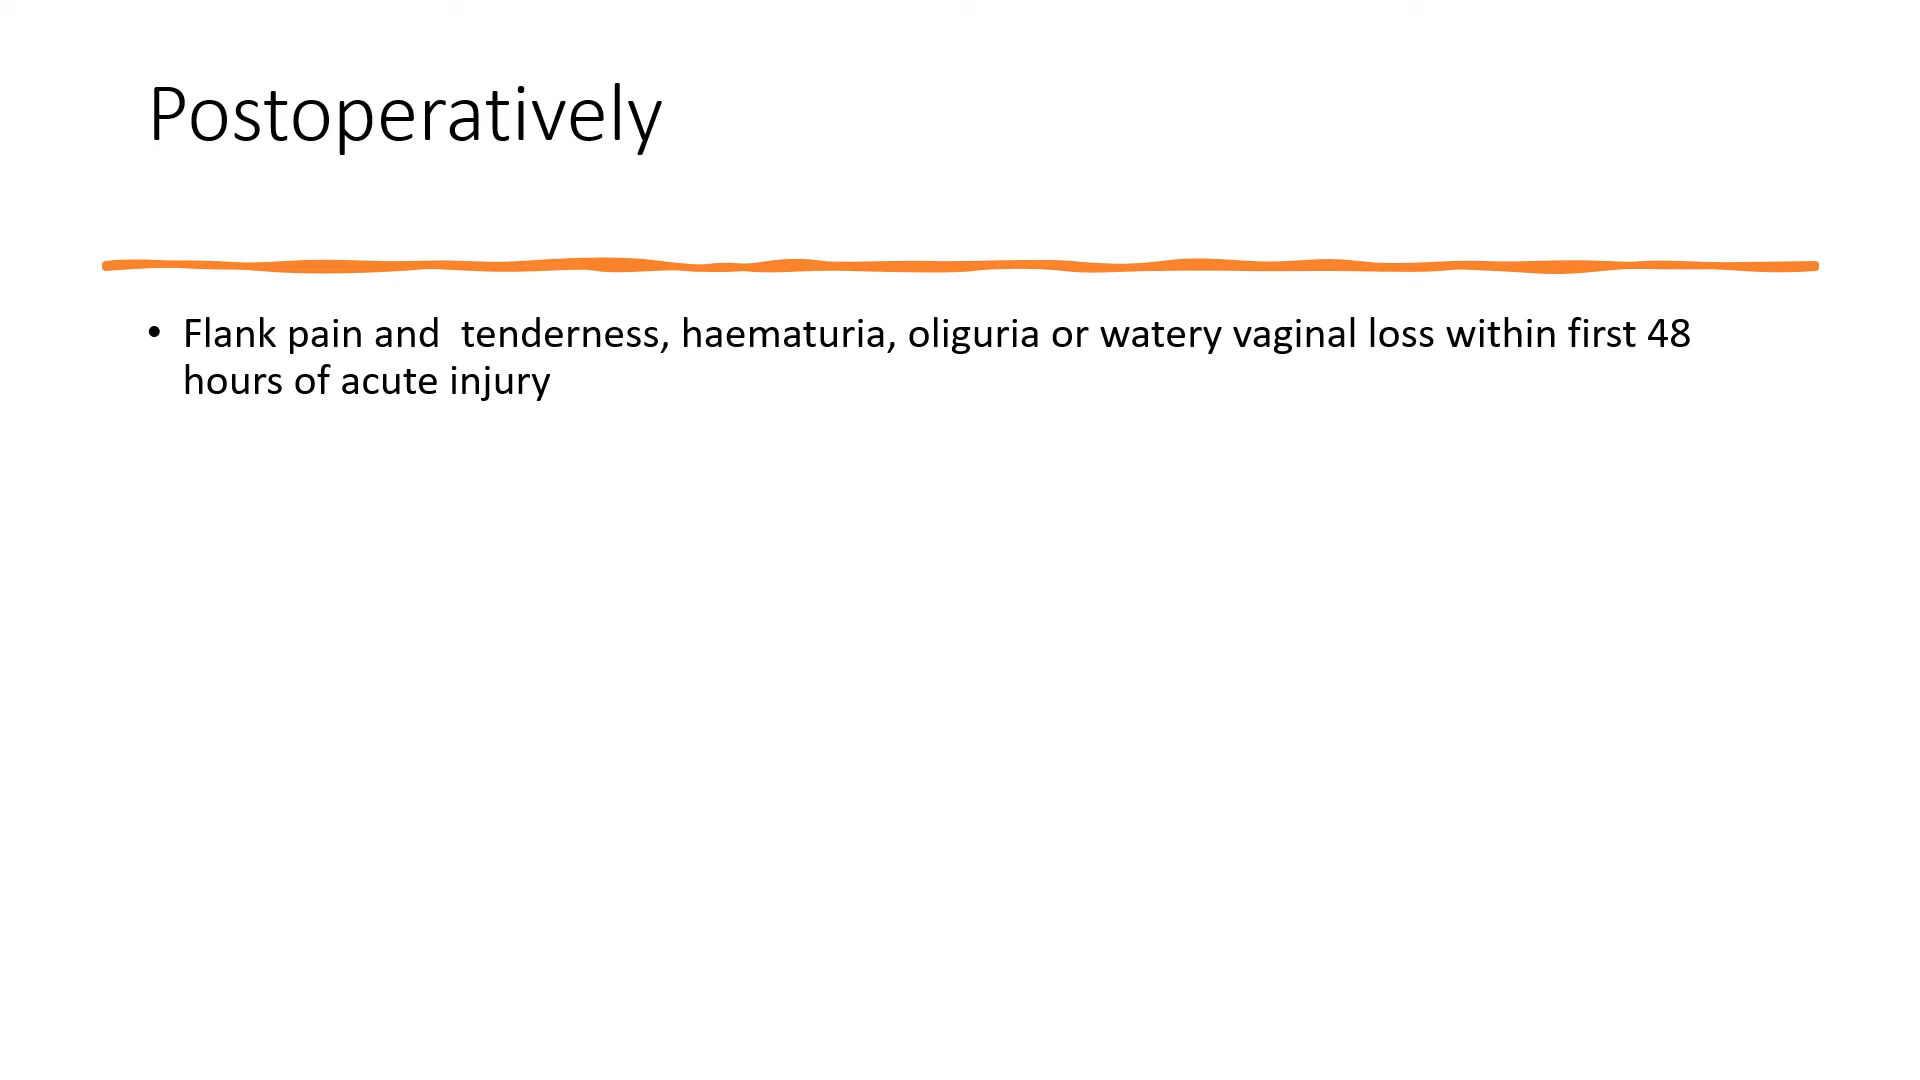 Postoperatively
• Flank pain and  tenderness, haematuria, oliguria or watery vaginal loss within first 48
hours of acute injury